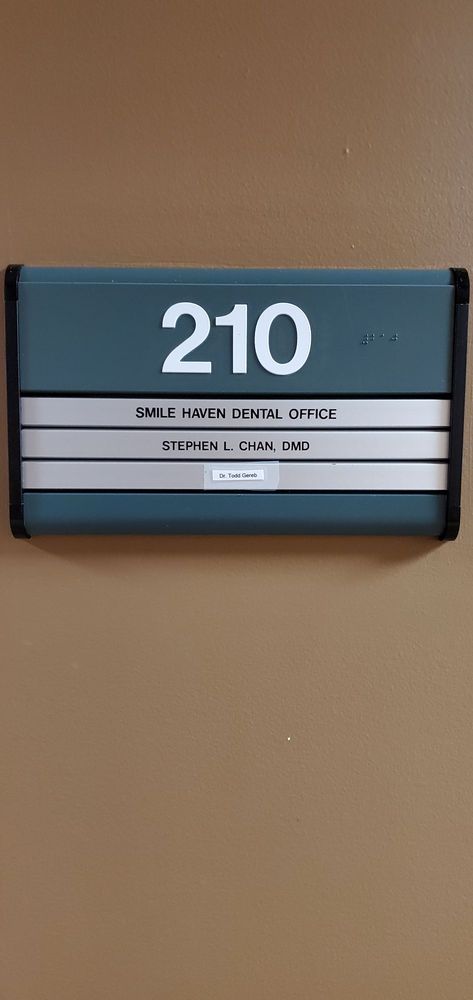 210
SMILE HAVEN DENTAL OFFICE
STEPHEN L. CHAN, DMD
Dr. Todd Gereb